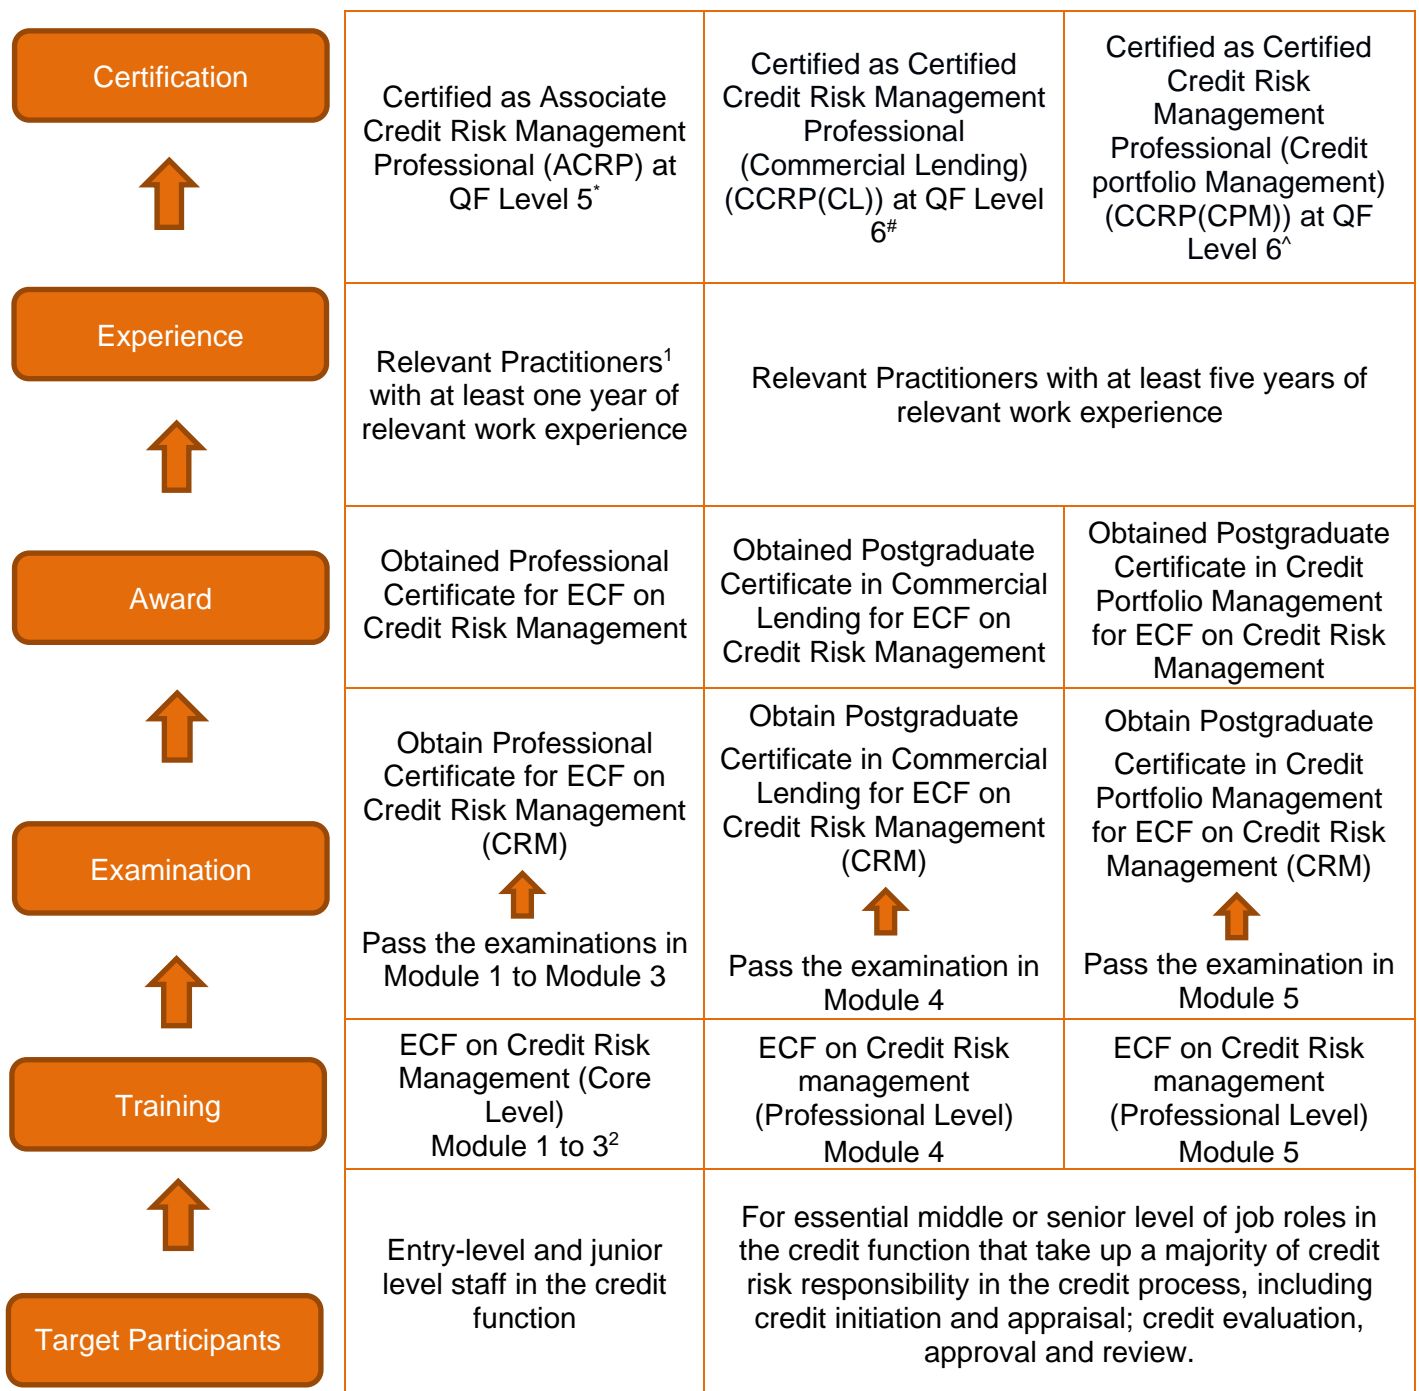 Certification
Certified as Associate
Credit Risk Management
Professional (ACRP) at
QF Level 5*
Certified as Certified
Credit Risk Management
Professional
(Commercial Lending)
(CCRP(CL)) at QF Level
6#
Certified as Certified
Credit Risk
Management
Professional (Credit
portfolio Management)
(CCRP(CPM)) at QF
Level 6^
Experience
Relevant Practitioners1
with at least one year of
relevant work experience
Relevant Practitioners with at least five years of
relevant work experience
Award
Obtained Professional
Certificate for ECF on
Credit Risk Management
Obtained Postgraduate
Certificate in Commercial
Lending for ECF on
Credit Risk Management
Obtained Postgraduate
Certificate in Credit
Portfolio Management
for ECF on Credit Risk
Management
Examination
Obtain Professional
Certificate for ECF on
Credit Risk Management
(CRM)
Pass the examinations in
Module 1 to Module 3
Obtain Postgraduate
Certificate in Commercial
Lending for ECF on
Credit Risk Management
(CRM)
Pass the examination in
Module 4
Obtain Postgraduate
Certificate in Credit
Portfolio Management
for ECF on Credit Risk
Management (CRM)
Pass the examination in
Module 5
Training
ECF on Credit Risk
Management (Core
Level)
Module 1 to 32
ECF on Credit Risk
management
(Professional Level)
Module 4
ECF on Credit Risk
management
(Professional Level)
Module 5
Target Participants
Entry-level and junior
level staff in the credit
function
For essential middle or senior level of job roles in
the credit function that take up a majority of credit
risk responsibility in the credit process, including
credit initiation and appraisal; credit evaluation,
approval and review.